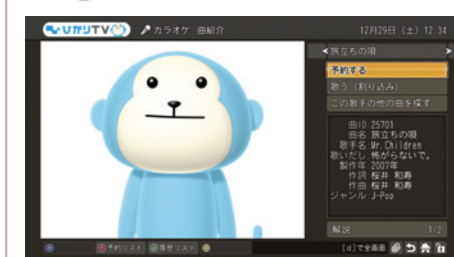 ひかりTV
カラオケ 曲紹介
12月29日 (土) 12:34
旅立ちの唄
予約する
歌う (割り込み)
この歌手の他の曲を探す
曲ID:25701
曲名:旅立ちの唄
歌手名:Mr.Children
歌いだし:怖がらないで。
製作年:2007年
作詞:桜井 和寿
作曲:桜井 和寿
ジャンル:J-Pop
解説 1/2
予約リスト 履歴リスト
[d]で全画面